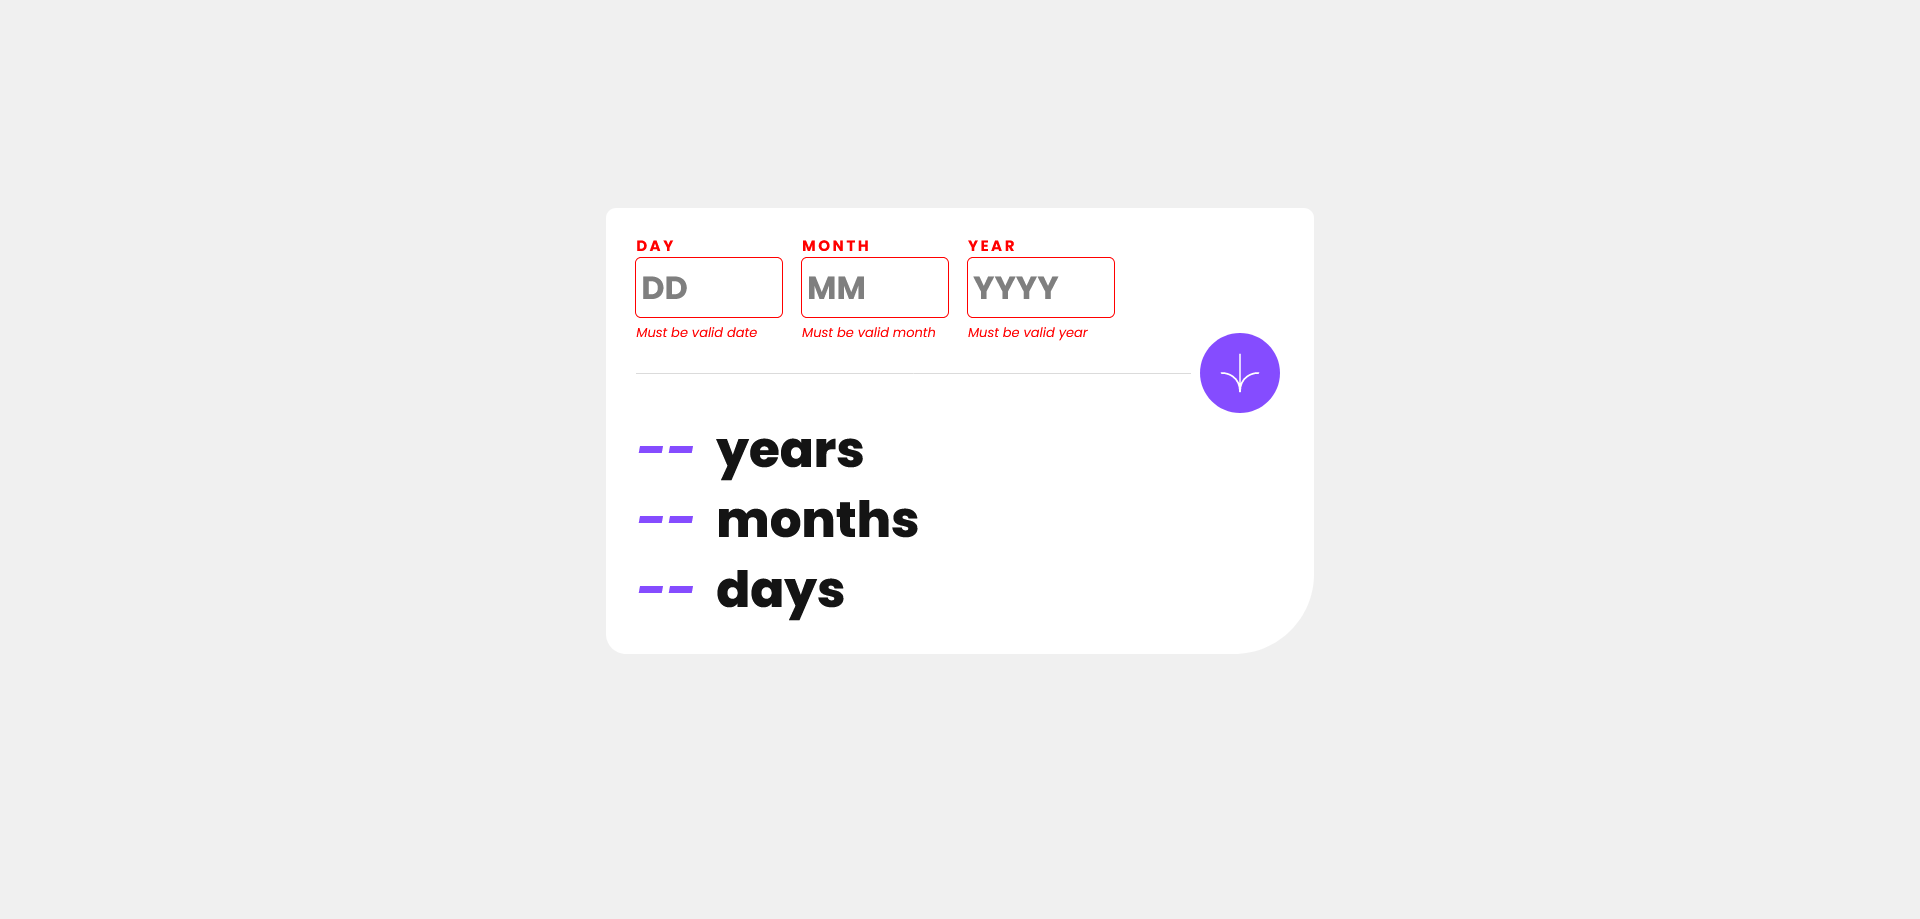 DAY MONTH YEAR
DD MM YYYY
Must be valid date Must be valid month Must be valid year
-- years
-- months
-- days